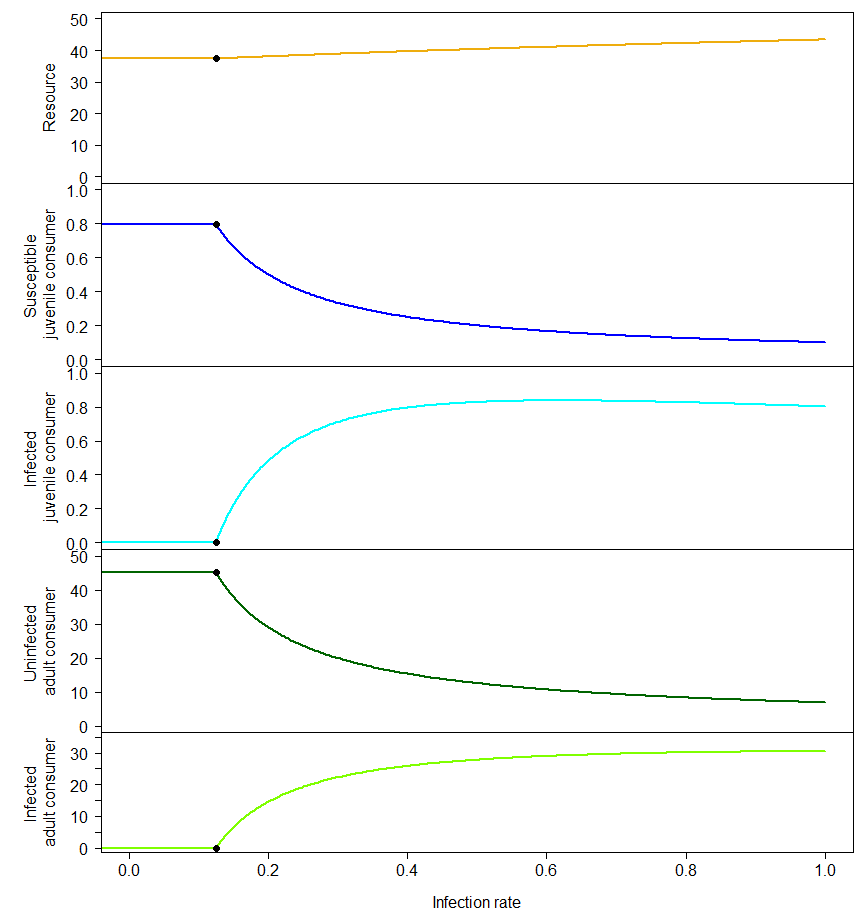 Resource
50
40
30
20
10
0
Susceptible
juvenile consumer
1.0
0.8
0.6
0.4
0.2
0.0
Infected
juvenile consumer
1.0
0.8
0.6
0.4
0.2
0.0
Uninfected
adult consumer
50
40
30
20
10
0
Infected
adult consumer
30
20
10
0
0.0 0.2 0.4 0.6 0.8 1.0
Infection rate